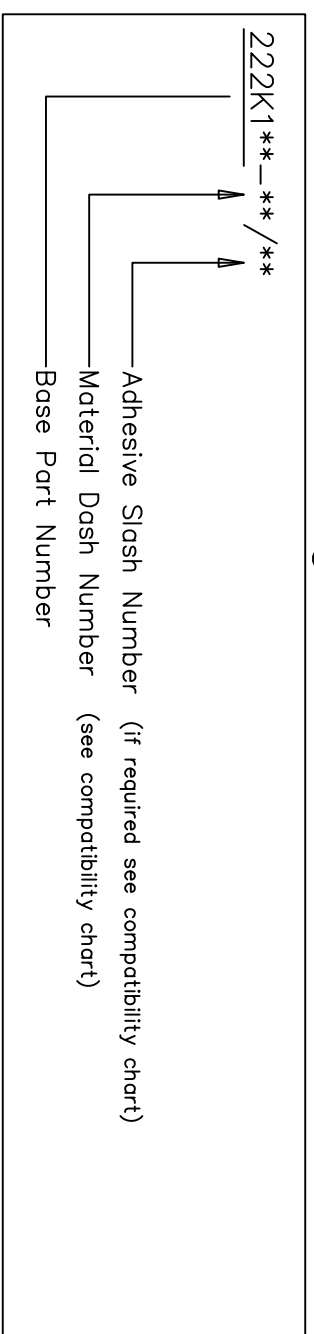 222K1**-**/**
Adhesive Slash Number (if required see compatibility chart)
Material Dash Number (see compatibility chart)
Base Part Number